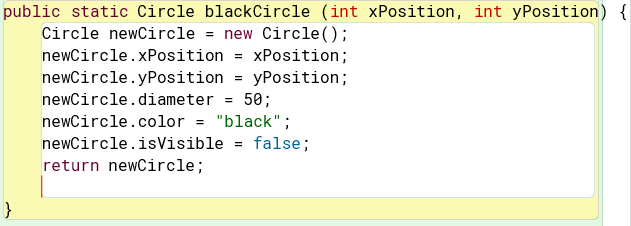 public static Circle blackCircle (int xPosition, int yPosition) {
    Circle newCircle = new Circle();
    newCircle.xPosition = xPosition;
    newCircle.yPosition = yPosition;
    newCircle.diameter = 50;
    newCircle.color = "black";
    newCircle.isVisible = false;
    return newCircle;
}